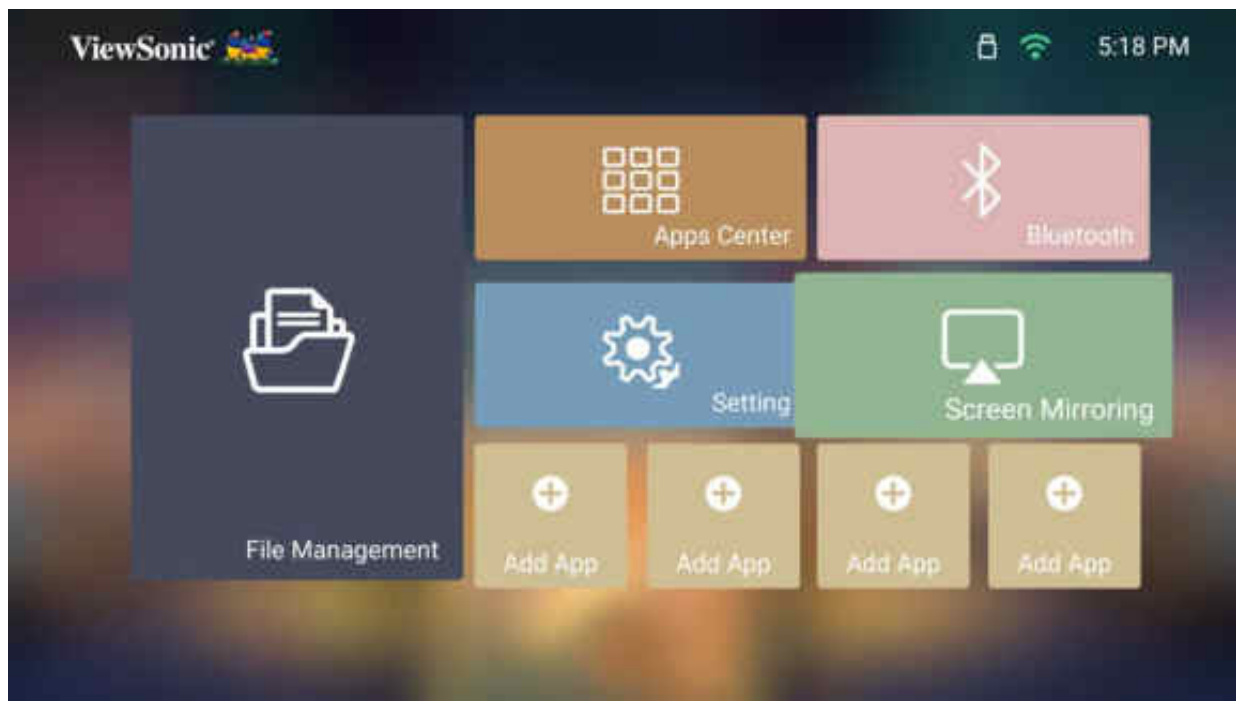 ViewSonic
5:18 PM
Apps Center
Bluetooth
Setting
Screen Mirroring
File Management
Add App
Add App
Add App
Add App